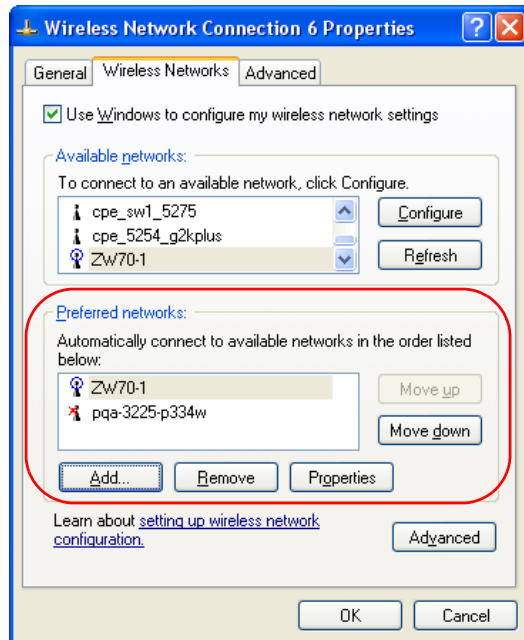 Wireless Network Connection 6 Properties
General
Wireless Networks
Advanced
Use Windows to configure my wireless network settings
Available networks:
To connect to an available network, click Configure.
cpe_sw1_5275
cpe_5254_g2kplus
ZW70-1
Configure
Refresh
Preferred networks:
Automatically connect to available networks in the order listed
below:
ZW70-1
pqa-3225-p334w
Move up
Move down
Add...
Remove
Properties
Learn about setting up wireless network
configuration.
Advanced
OK
Cancel